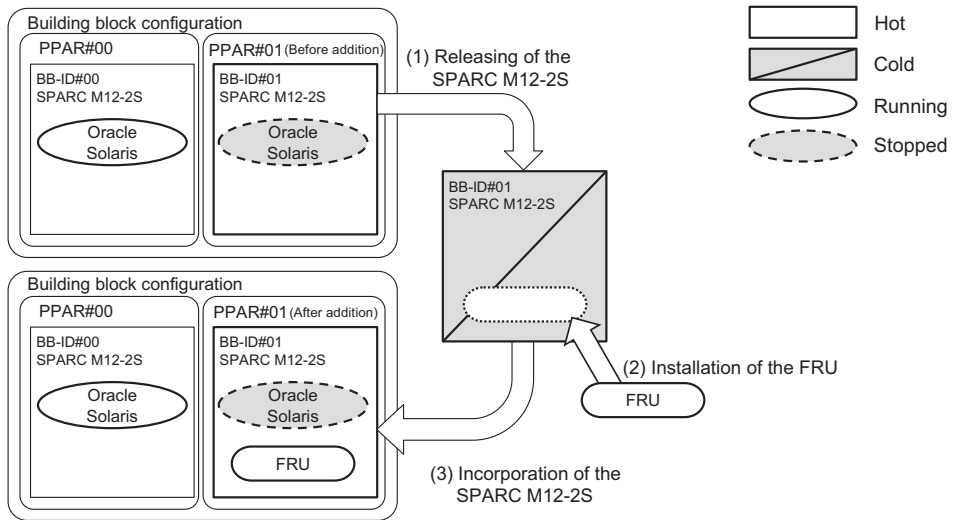 Building block configuration
PPAR#00
BB-ID#00
SPARC M12-2S
Oracle
Solaris
PPAR#01 (Before addition)
BB-ID#01
SPARC M12-2S
Oracle
Solaris
(1) Releasing of the
SPARC M12-2S
Hot
Cold
Running
Stopped
BB-ID#01
SPARC M12-2S
(2) Installation of the FRU
FRU
Building block configuration
PPAR#00
BB-ID#00
SPARC M12-2S
Oracle
Solaris
PPAR#01 (After addition)
BB-ID#01
SPARC M12-2S
Oracle
Solaris
FRU
(3) Incorporation of the
SPARC M12-2S